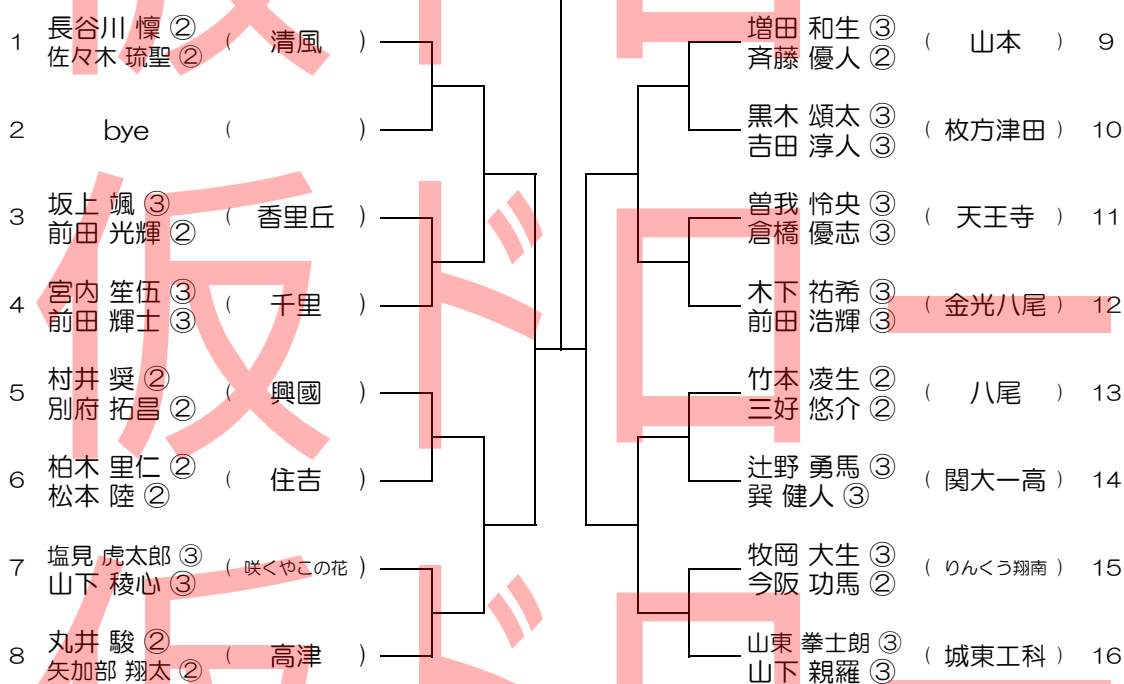 1 長谷川 懍 ② ( 清風 )
佐々木 琉聖 ②
2 bye ( )
3 坂上 颯 ③ ( 香里丘 )
前田 光輝 ②
4 宮内 笙伍 ③ ( 千里 )
前田 輝士 ③
5 村井 奨 ② ( 興國 )
別府 拓昌 ②
6 柏木 里仁 ② ( 住吉 )
松本 陸 ②
7 塩見 虎太郎 ③ ( 咲くやこの花 )
山下 稜心 ③
8 丸井 駿 ② ( 高津 )
矢加部 翔太 ②
増田 和生 ③ ( 山本 ) 9
斉藤 優人 ②
黒木 頌太 ③ ( 枚方津田 ) 10
吉田 淳人 ③
曽我 怜央 ③ ( 天王寺 ) 11
倉橋 優志 ③
木下 祐希 ③ ( 金光八尾 ) 12
前田 浩輝 ③
竹本 凌生 ② ( 八尾 ) 13
三好 悠介 ②
辻野 勇馬 ③ ( 関大一高 ) 14
巽 健人 ③
牧岡 大生 ③ ( りんくう翔南 ) 15
今阪 功馬 ②
山東 拳士朗 ③ ( 城東工科 ) 16
山下 親羅 ③
仮ドロ
仮ドロー
仮ドロー